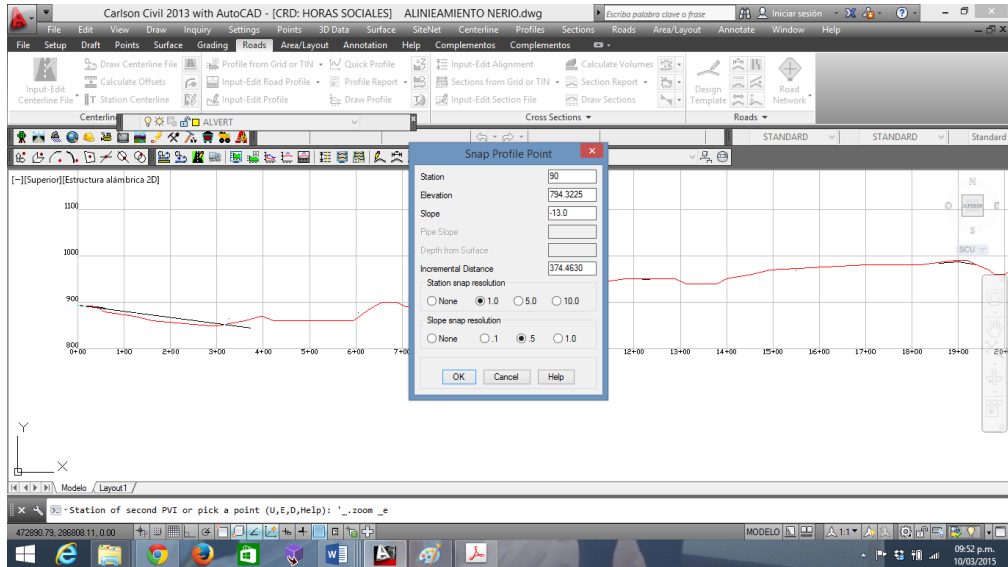 Carlson Civil 2013 with AutoCAD - [CRD: HORAS SOCIALES] ALINIEAMIENTO NERIO.dwg
Escriba palabra clave o frase
Iniciar sesión
File Edit View Draw Inquiry Settings Points 3D Data Surface SiteNet Centerline Profiles Sections Roads Area/Layout Annotate Window Help
File Setup Draft Points Surface Grading Roads Area/Layout Annotation Help Complementos Complementos
Input-Edit Centerline File
Draw Centerline File
Calculate Offsets
Station Centerline
Profile from Grid or TIN
Input-Edit Road Profile
Input-Edit Profile
Quick Profile
Profile Report
Draw Profile
Input-Edit Alignment
Sections from Grid or TIN
Input-Edit Section File
Calculate Volumes
Section Report
Draw Sections
Design Template
Road Network
Centerlin
Cross Sections
Roads
ALVERT
STANDARD
STANDARD
Standard
[−][Superior][Estructura alámbrica 2D]
1100
1000
900
800
0+00 1+00 2+00 3+00 4+00 5+00 6+00 7+00 12+00 13+00 14+00 15+00 16+00 17+00 18+00 19+00 20+
N
O
SUPERIOR
E
S
SCU
Snap Profile Point
Station 90
Elevation 794.3225
Slope -13.0
Pipe Slope
Depth from Surface
Incremental Distance 374.4630
Station snap resolution
None 1.0 5.0 10.0
Slope snap resolution
None .1 .5 1.0
OK Cancel Help
Y
X
Modelo Layout1
Station of second PVI or pick a point (U,E,D,Help): '_.zoom _e
472890.79, 286808.11, 0.00
MODELO
1:1
09:52 p.m.
10/03/2015